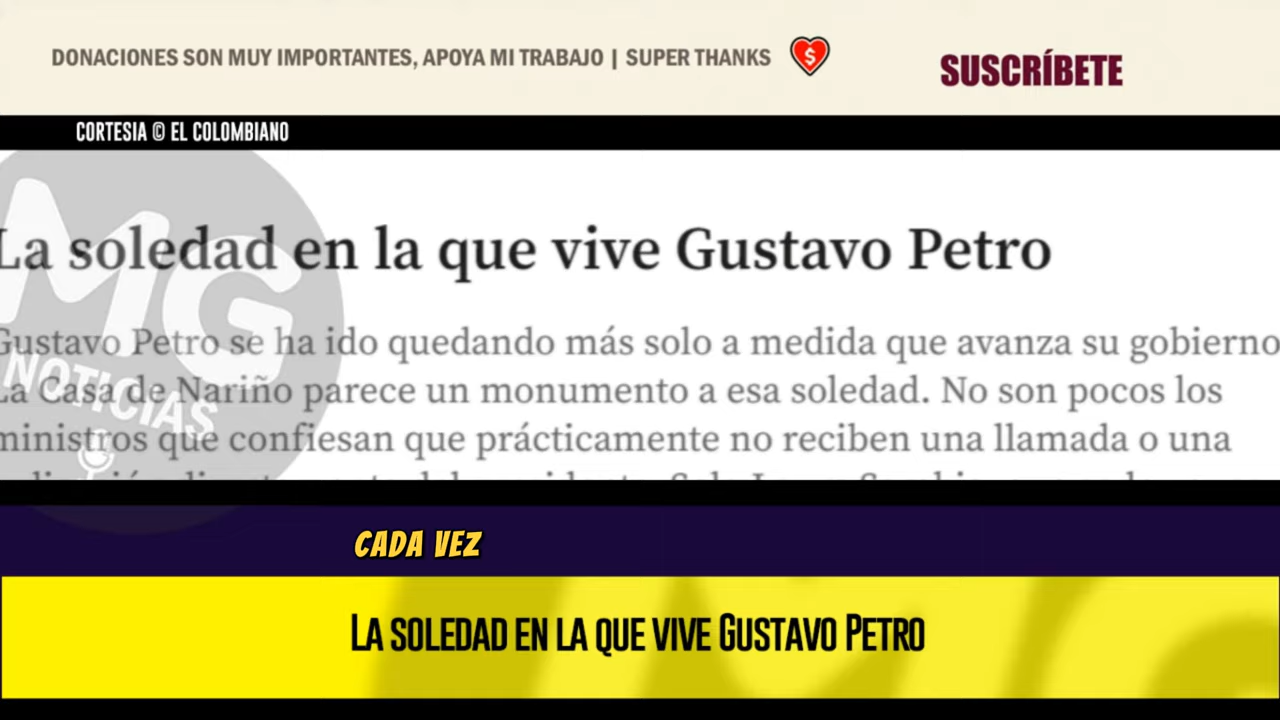 DONACIONES SON MUY IMPORTANTES, APOYA MI TRABAJO | SUPER THANKS
SUSCRÍBETE
CORTESIA © EL COLOMBIANO
La soledad en la que vive Gustavo Petro
Gustavo Petro se ha ido quedando más solo a medida que avanza su gobierno
La Casa de Nariño parece un monumento a esa soledad. No son pocos los
ministros que confiesan que prácticamente no reciben una llamada o una
MG
NOTICIAS
CADA VEZ
LA SOLEDAD EN LA QUE VIVE GUSTAVO PETRO